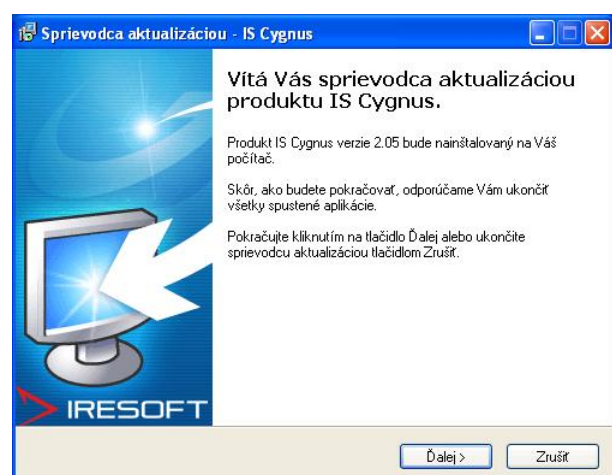 Sprievodca aktualizáciou - IS Cygnus
Vítá Vás sprievodca aktualizáciou
produktu IS Cygnus.
Produkt IS Cygnus verzie 2.05 bude nainštalovaný na Váš
počítač.
Skôr, ako budete pokračovať, odporúčame Vám ukončiť
všetky spustené aplikácie.
Pokračujte kliknutím na tlačidlo Ďalej alebo ukončite
sprievodcu aktualizáciou tlačidlom Zrušiť.
IRESOFT
Ďalej >
Zrušiť